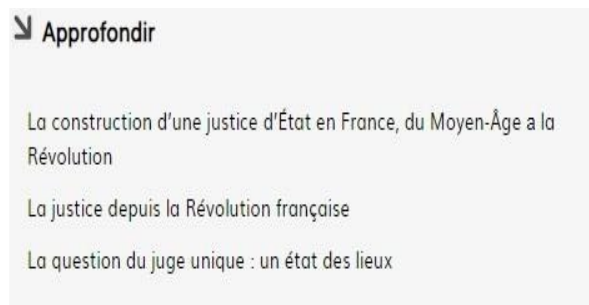 Approfondir
La construction d'une justice d'État en France, du Moyen-Âge a la
Révolution
La justice depuis la Révolution française
La question du juge unique : un état des lieux